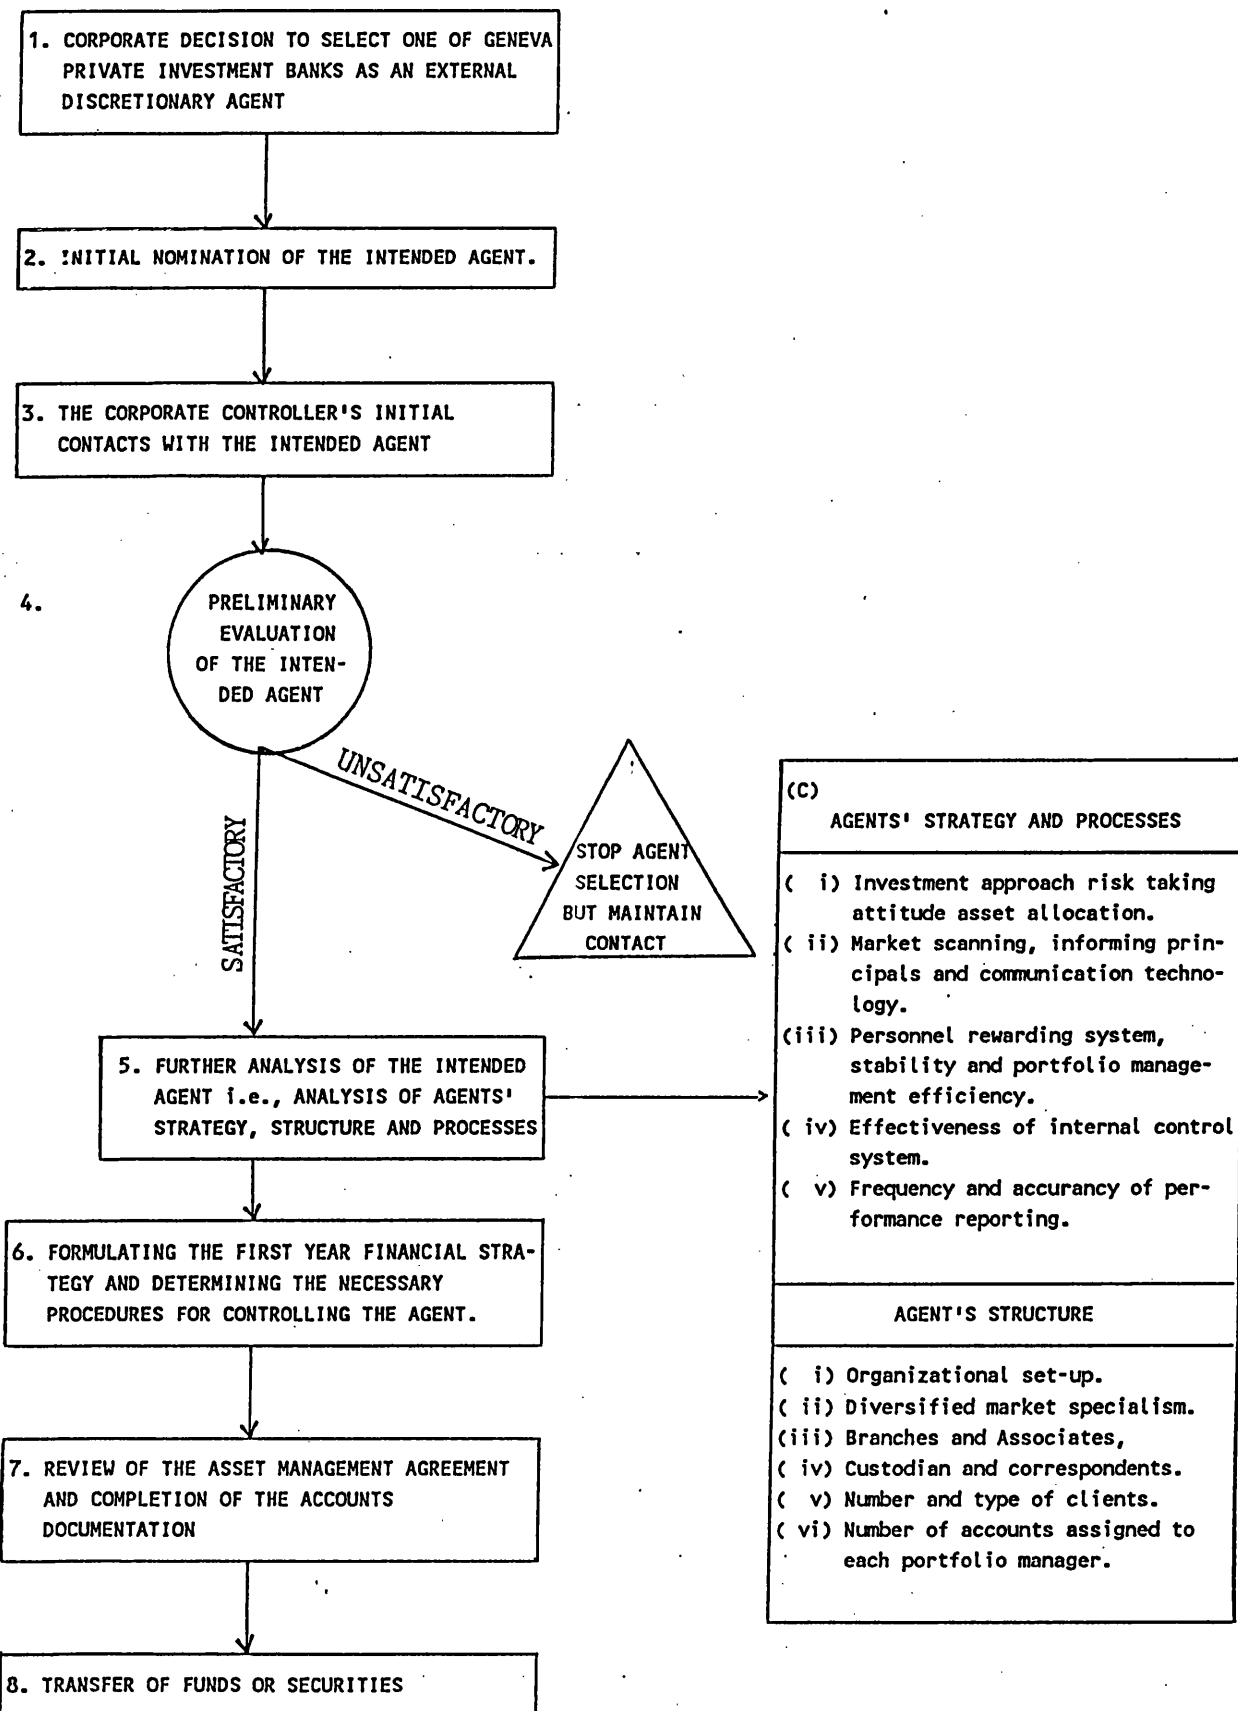 1. CORPORATE DECISION TO SELECT ONE OF GENEVA
PRIVATE INVESTMENT BANKS AS AN EXTERNAL
DISCRETIONARY AGENT
2. INITIAL NOMINATION OF THE INTENDED AGENT.
3. THE CORPORATE CONTROLLER'S INITIAL
CONTACTS WITH THE INTENDED AGENT
4.
PRELIMINARY
EVALUATION
OF THE INTEN-
DED AGENT
UNSATISFACTORY
SATISFACTORY
STOP AGENT
SELECTION
BUT MAINTAIN
CONTACT
5. FURTHER ANALYSIS OF THE INTENDED
AGENT i.e., ANALYSIS OF AGENTS'
STRATEGY, STRUCTURE AND PROCESSES
6. FORMULATING THE FIRST YEAR FINANCIAL STRA-
TEGY AND DETERMINING THE NECESSARY
PROCEDURES FOR CONTROLLING THE AGENT.
7. REVIEW OF THE ASSET MANAGEMENT AGREEMENT
AND COMPLETION OF THE ACCOUNTS
DOCUMENTATION
8. TRANSFER OF FUNDS OR SECURITIES
(C)
AGENTS' STRATEGY AND PROCESSES
( i) Investment approach risk taking
attitude asset allocation.
( ii) Market scanning, informing prin-
cipals and communication techno-
logy.
(iii) Personnel rewarding system,
stability and portfolio manage-
ment efficiency.
( iv) Effectiveness of internal control
system.
( v) Frequency and accurancy of per-
formance reporting.
AGENT'S STRUCTURE
( i) Organizational set-up.
( ii) Diversified market specialism.
(iii) Branches and Associates,
( iv) Custodian and correspondents.
( v) Number and type of clients.
( vi) Number of accounts assigned to
each portfolio manager.